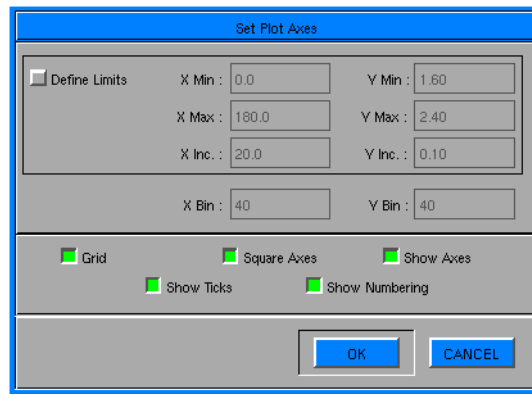 Set Plot Axes
Define Limits X Min : 0.0 Y Min : 1.60
X Max : 180.0 Y Max : 2.40
X Inc. : 20.0 Y Inc. : 0.10
X Bin : 40 Y Bin : 40
Grid Square Axes Show Axes
Show Ticks Show Numbering
OK CANCEL